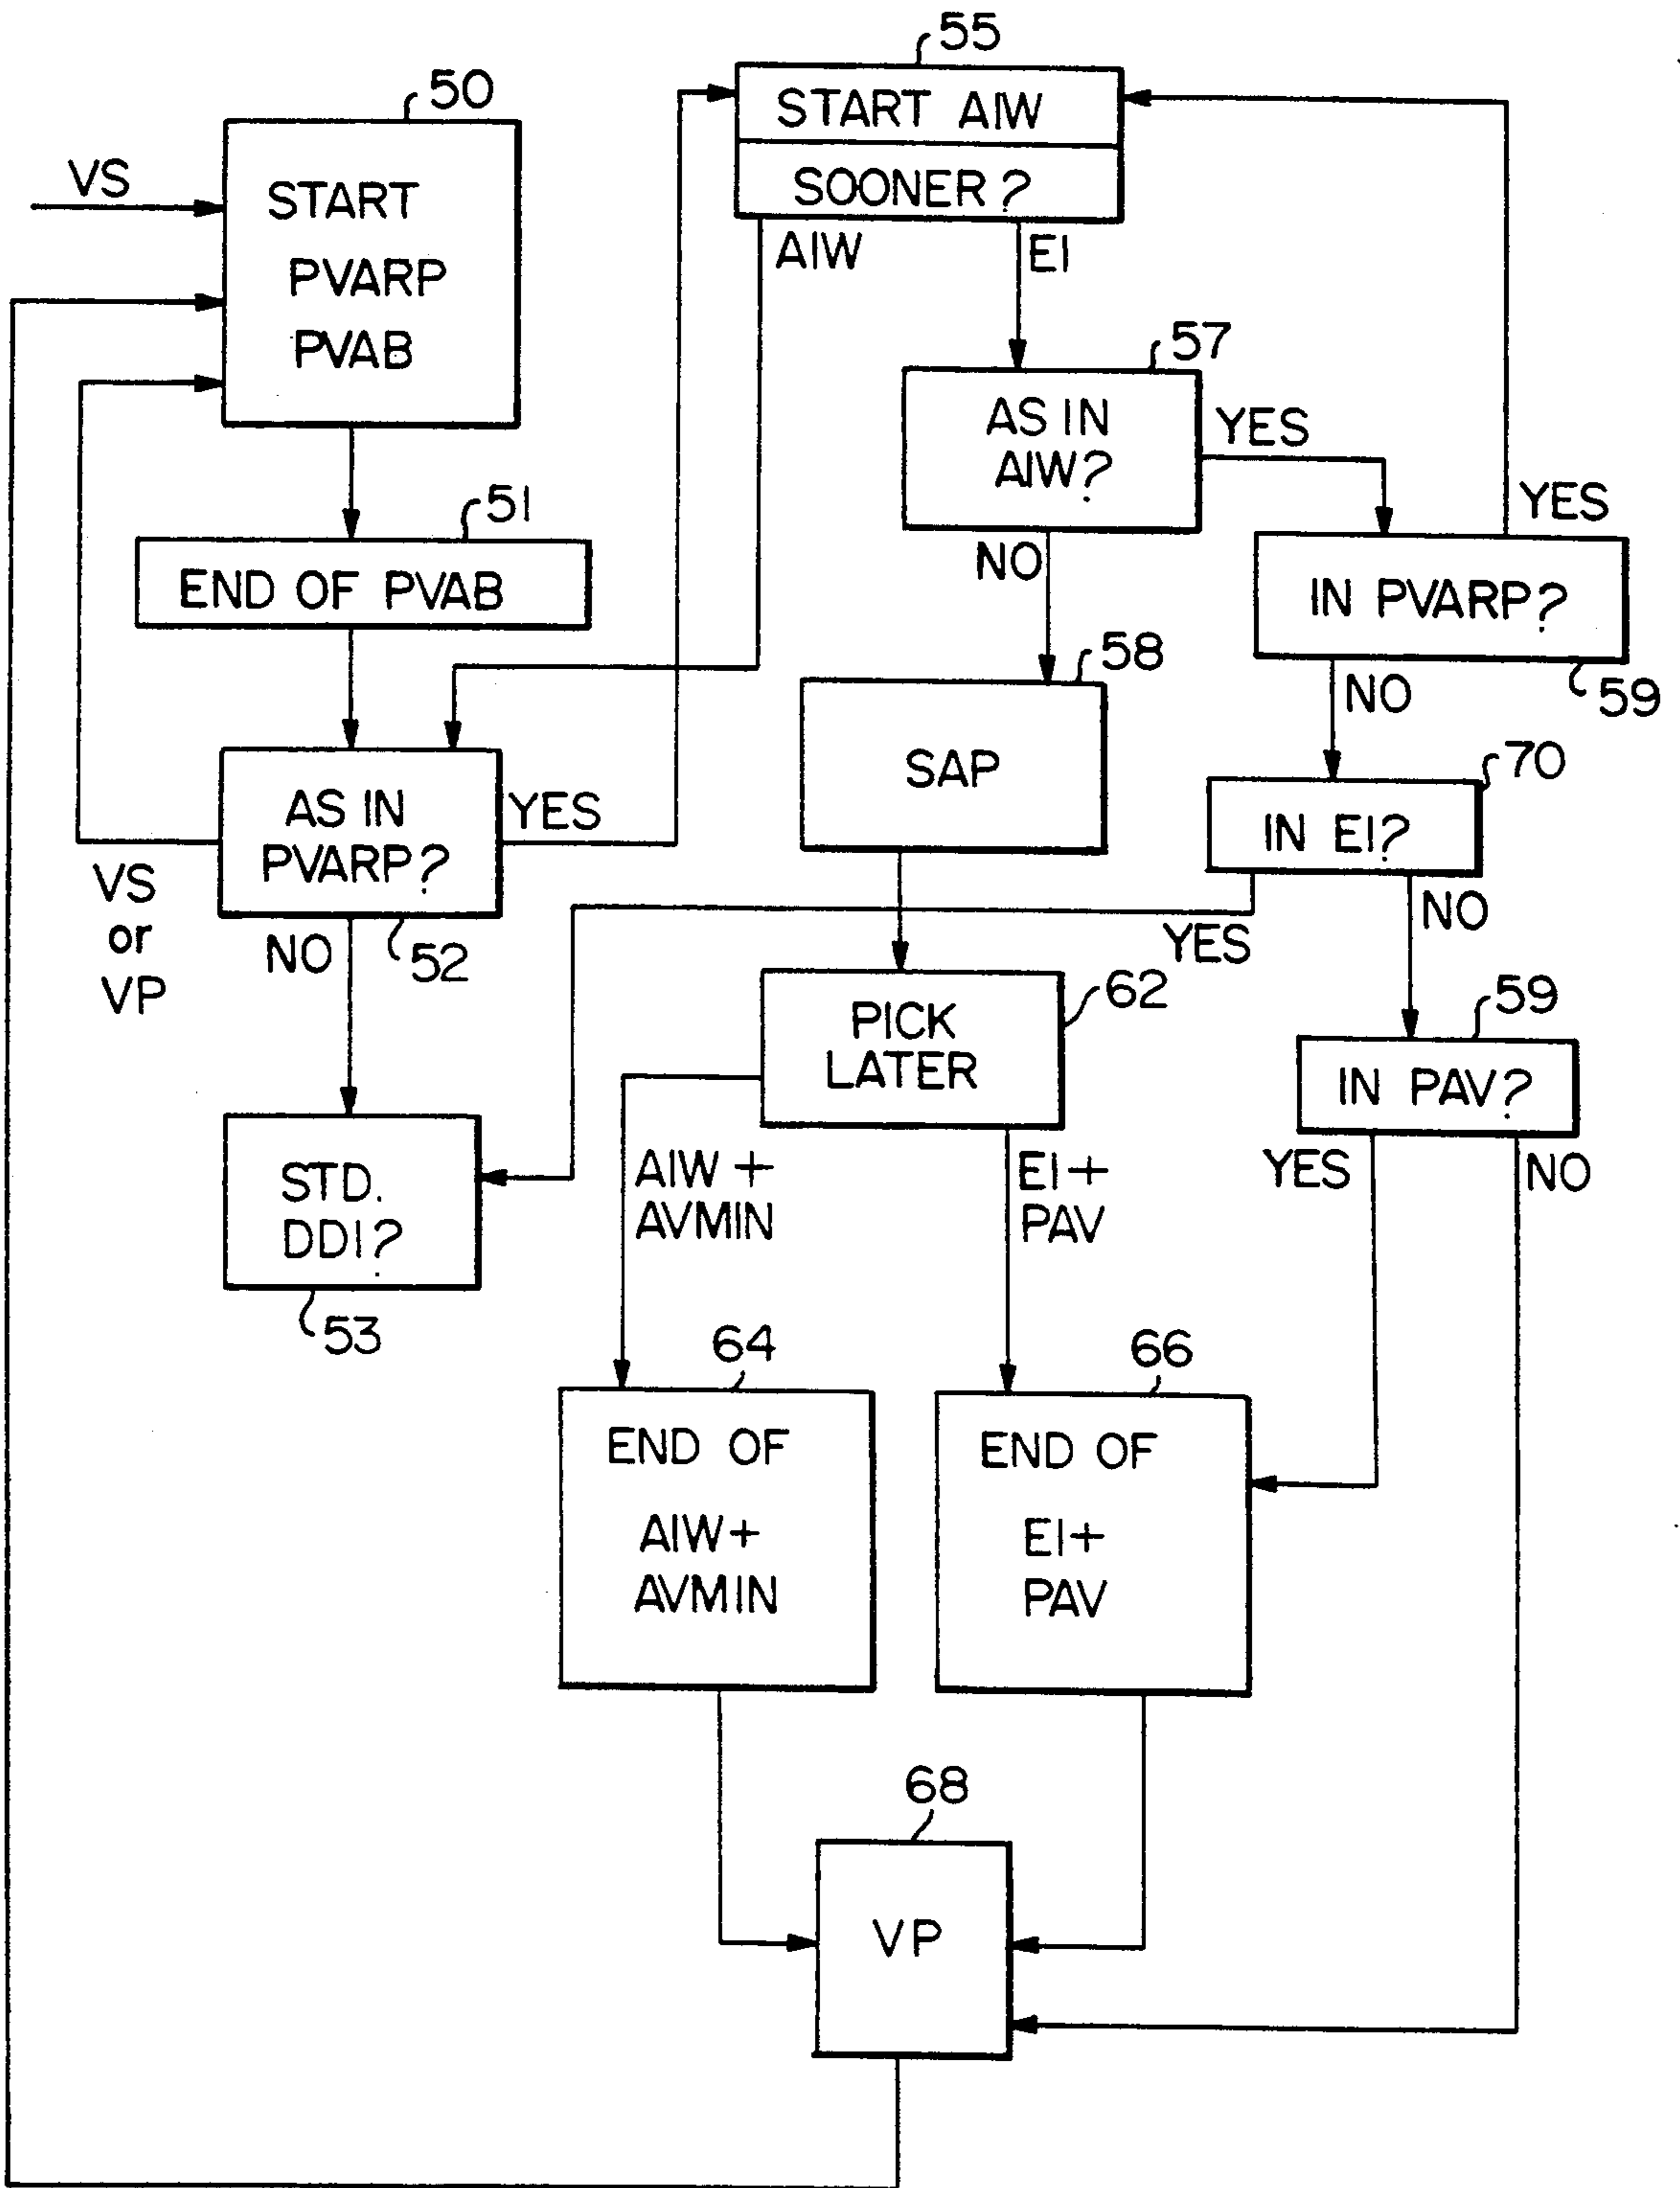 55
50
START AIW
VS
SOONER?
START
PVARP
PVAB
AIW
EI
57
AS IN
AIW?
YES
YES
51
END OF PVAB
NO
IN PVARP?
58
59
NO
SAP
70
AS IN
PVARP?
YES
IN EI?
VS
or
VP
NO
52
YES
NO
62
59
PICK
LATER
IN PAV?
STD.
DDI?
AIW +
AVMIN
EI +
PAV
YES
NO
53
64
66
END OF
AIW +
AVMIN
END OF
EI +
PAV
68
VP